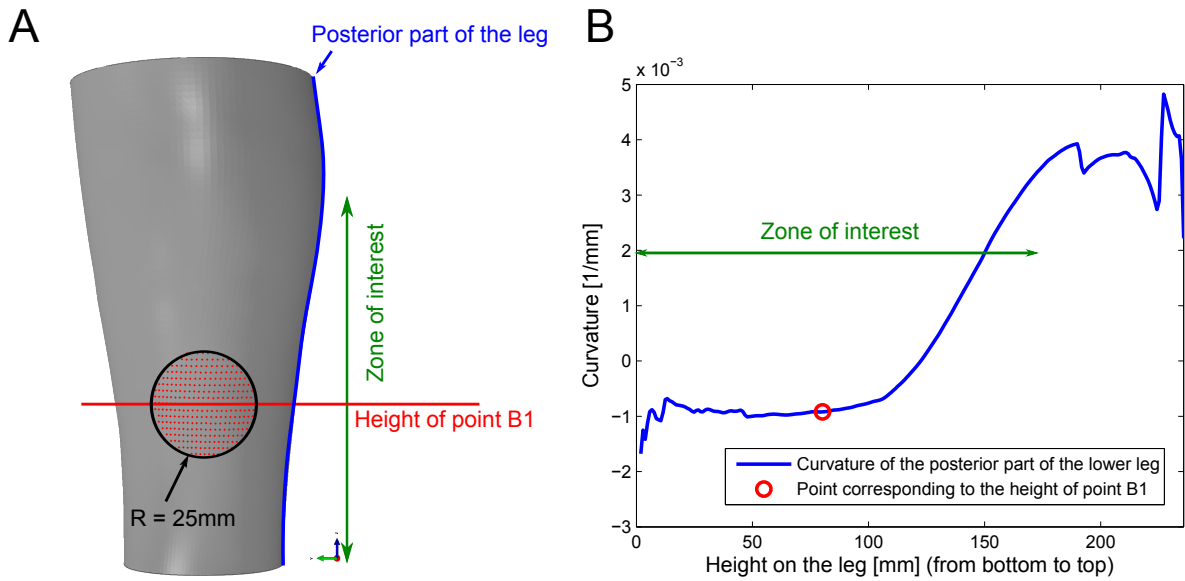 A
Posterior part of the leg
Zone of interest
Height of point B1
R = 25mm
B
x 10⁻³
5
4
3
2
1
0
−1
−2
−3
Curvature [1/mm]
Zone of interest
Curvature of the posterior part of the lower leg
Point corresponding to the height of point B1
0 50 100 150 200
Height on the leg [mm] (from bottom to top)